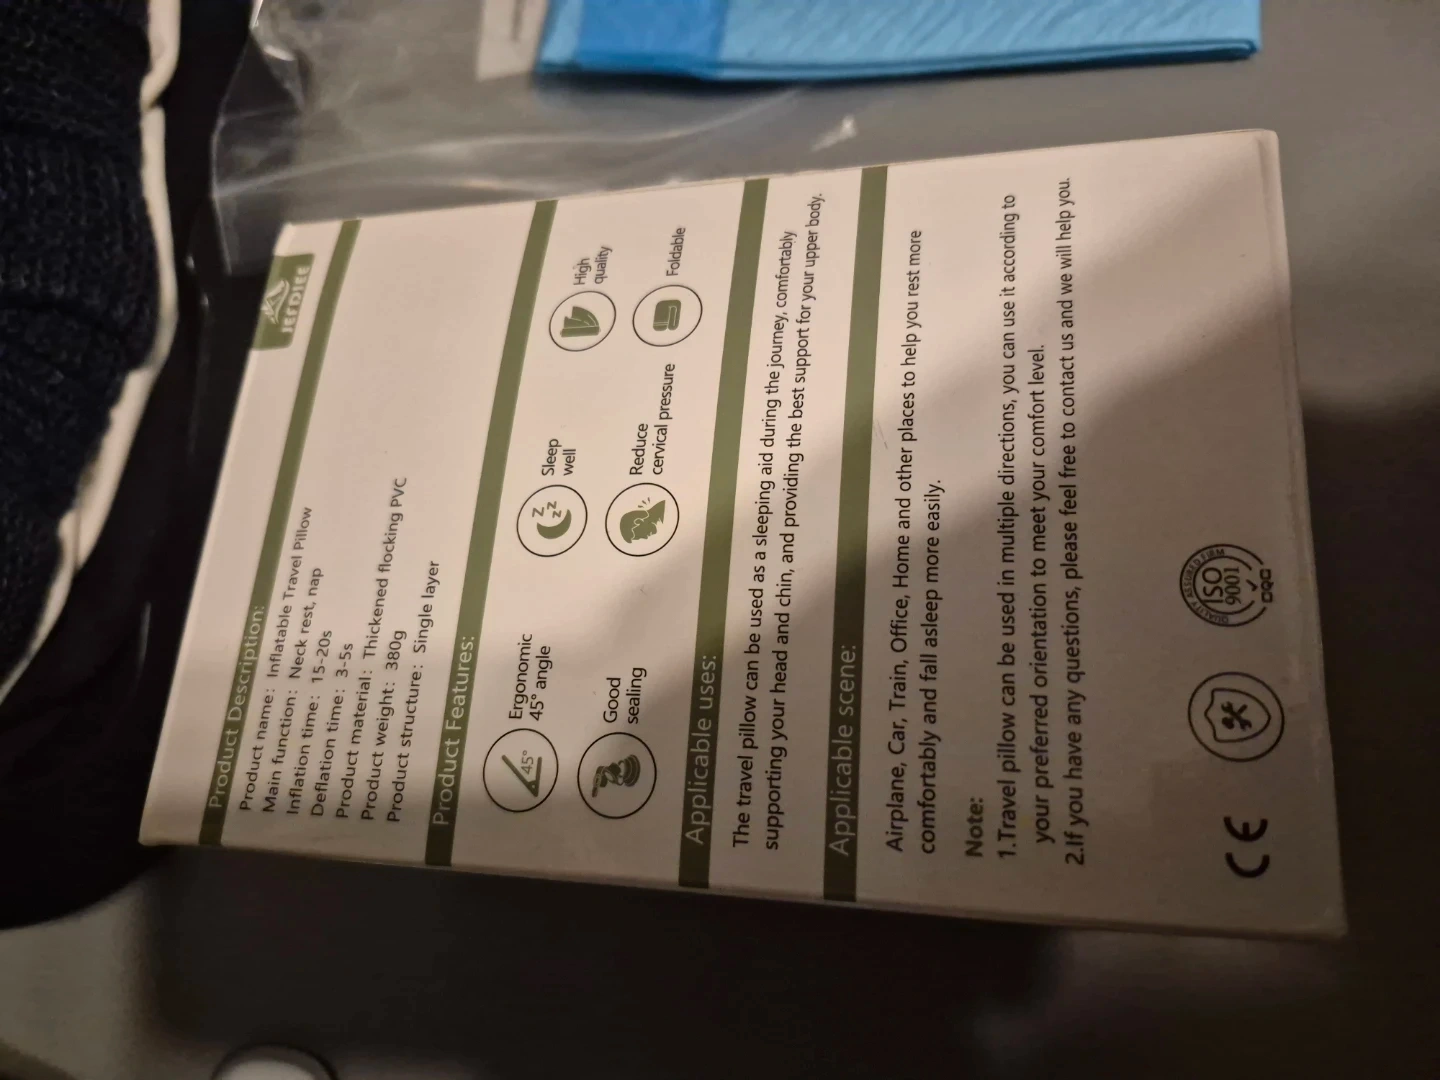 JEFDIEE
Product Description:
Product name: Inflatable Travel Pillow
Main function: Neck rest, nap
Inflation time: 15-20s
Deflation time: 3-5s
Product material: Thickened flocking PVC
Product weight: 380g
Product structure: Single layer
Product Features:
Ergonomic
45° angle
45°
Sleep
well
High
quality
Good
sealing
Reduce
cervical pressure
Foldable
Applicable uses:
The travel pillow can be used as a sleeping aid during the journey, comfortably
supporting your head and chin, and providing the best support for your upper body.
Applicable scene:
Airplane, Car, Train, Office, Home and other places to help you rest more
comfortably and fall asleep more easily.
Note:
1.Travel pillow can be used in multiple directions, you can use it according to
your preferred orientation to meet your comfort level.
2.If you have any questions, please feel free to contact us and we will help you.
CE
QUALITY ASSURED FIRM
ISO
9001
DQC